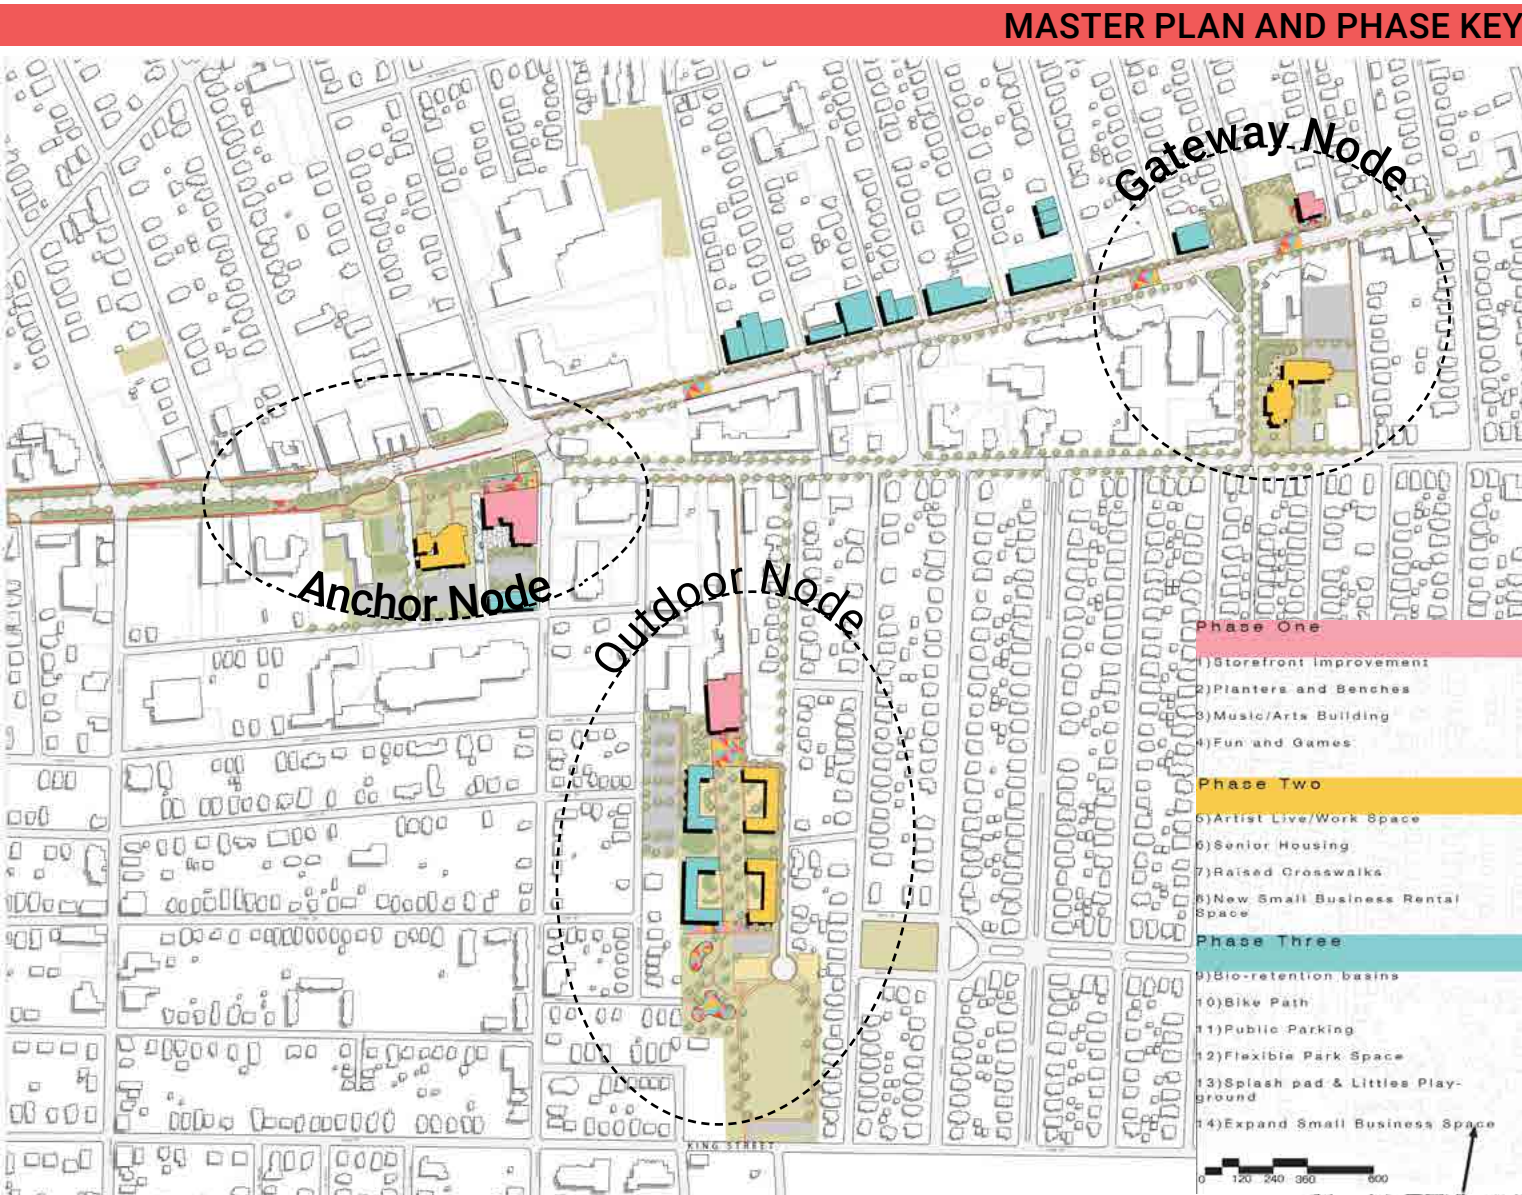 MASTER PLAN AND PHASE KEY
Gateway Node
Anchor Node
Outdoor Node
KING STREET
Phase One
1)Storefront Improvement
2)Planters and Benches
3)Music/Arts Building
4)Fun and Games
Phase Two
5)Artist Live/Work Space
6)Senior Housing
7)Raised Crosswalks
8)New Small Business Rental
Space
Phase Three
9)Bio-retention basins
10)Bike Path
11)Public Parking
12)Flexible Park Space
13)Splash pad & Littles Play-
ground
14)Expand Small Business Space
0 120 240 360 600